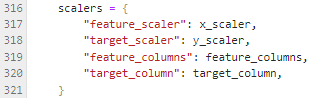 316 scalers = {
317 "feature_scaler": x_scaler,
318 "target_scaler": y_scaler,
319 "feature_columns": feature_columns,
320 "target_column": target_column,
321 }